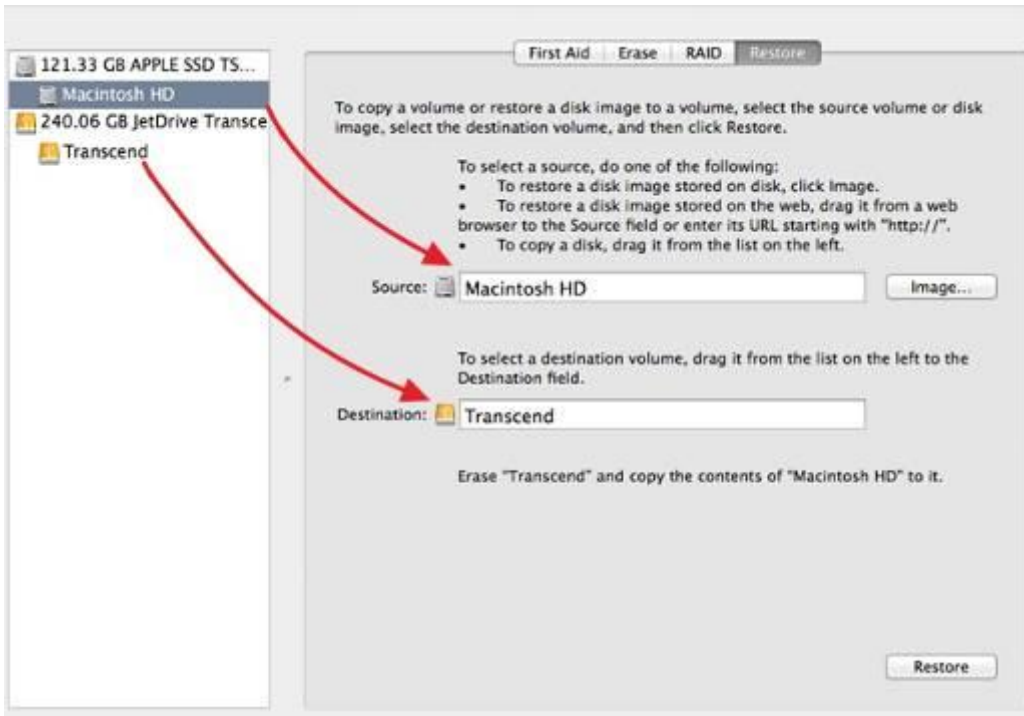 121.33 GB APPLE SSD TS...
Macintosh HD
240.06 GB JetDrive Transce
Transcend
First Aid
Erase
RAID
Restore
To copy a volume or restore a disk image to a volume, select the source volume or disk
image, select the destination volume, and then click Restore.
To select a source, do one of the following:
• To restore a disk image stored on disk, click Image.
• To restore a disk image stored on the web, drag it from a web
browser to the Source field or enter its URL starting with "http://".
• To copy a disk, drag it from the list on the left.
Source: Macintosh HD
Image...
To select a destination volume, drag it from the list on the left to the
Destination field.
Destination: Transcend
Erase "Transcend" and copy the contents of "Macintosh HD" to it.
Restore